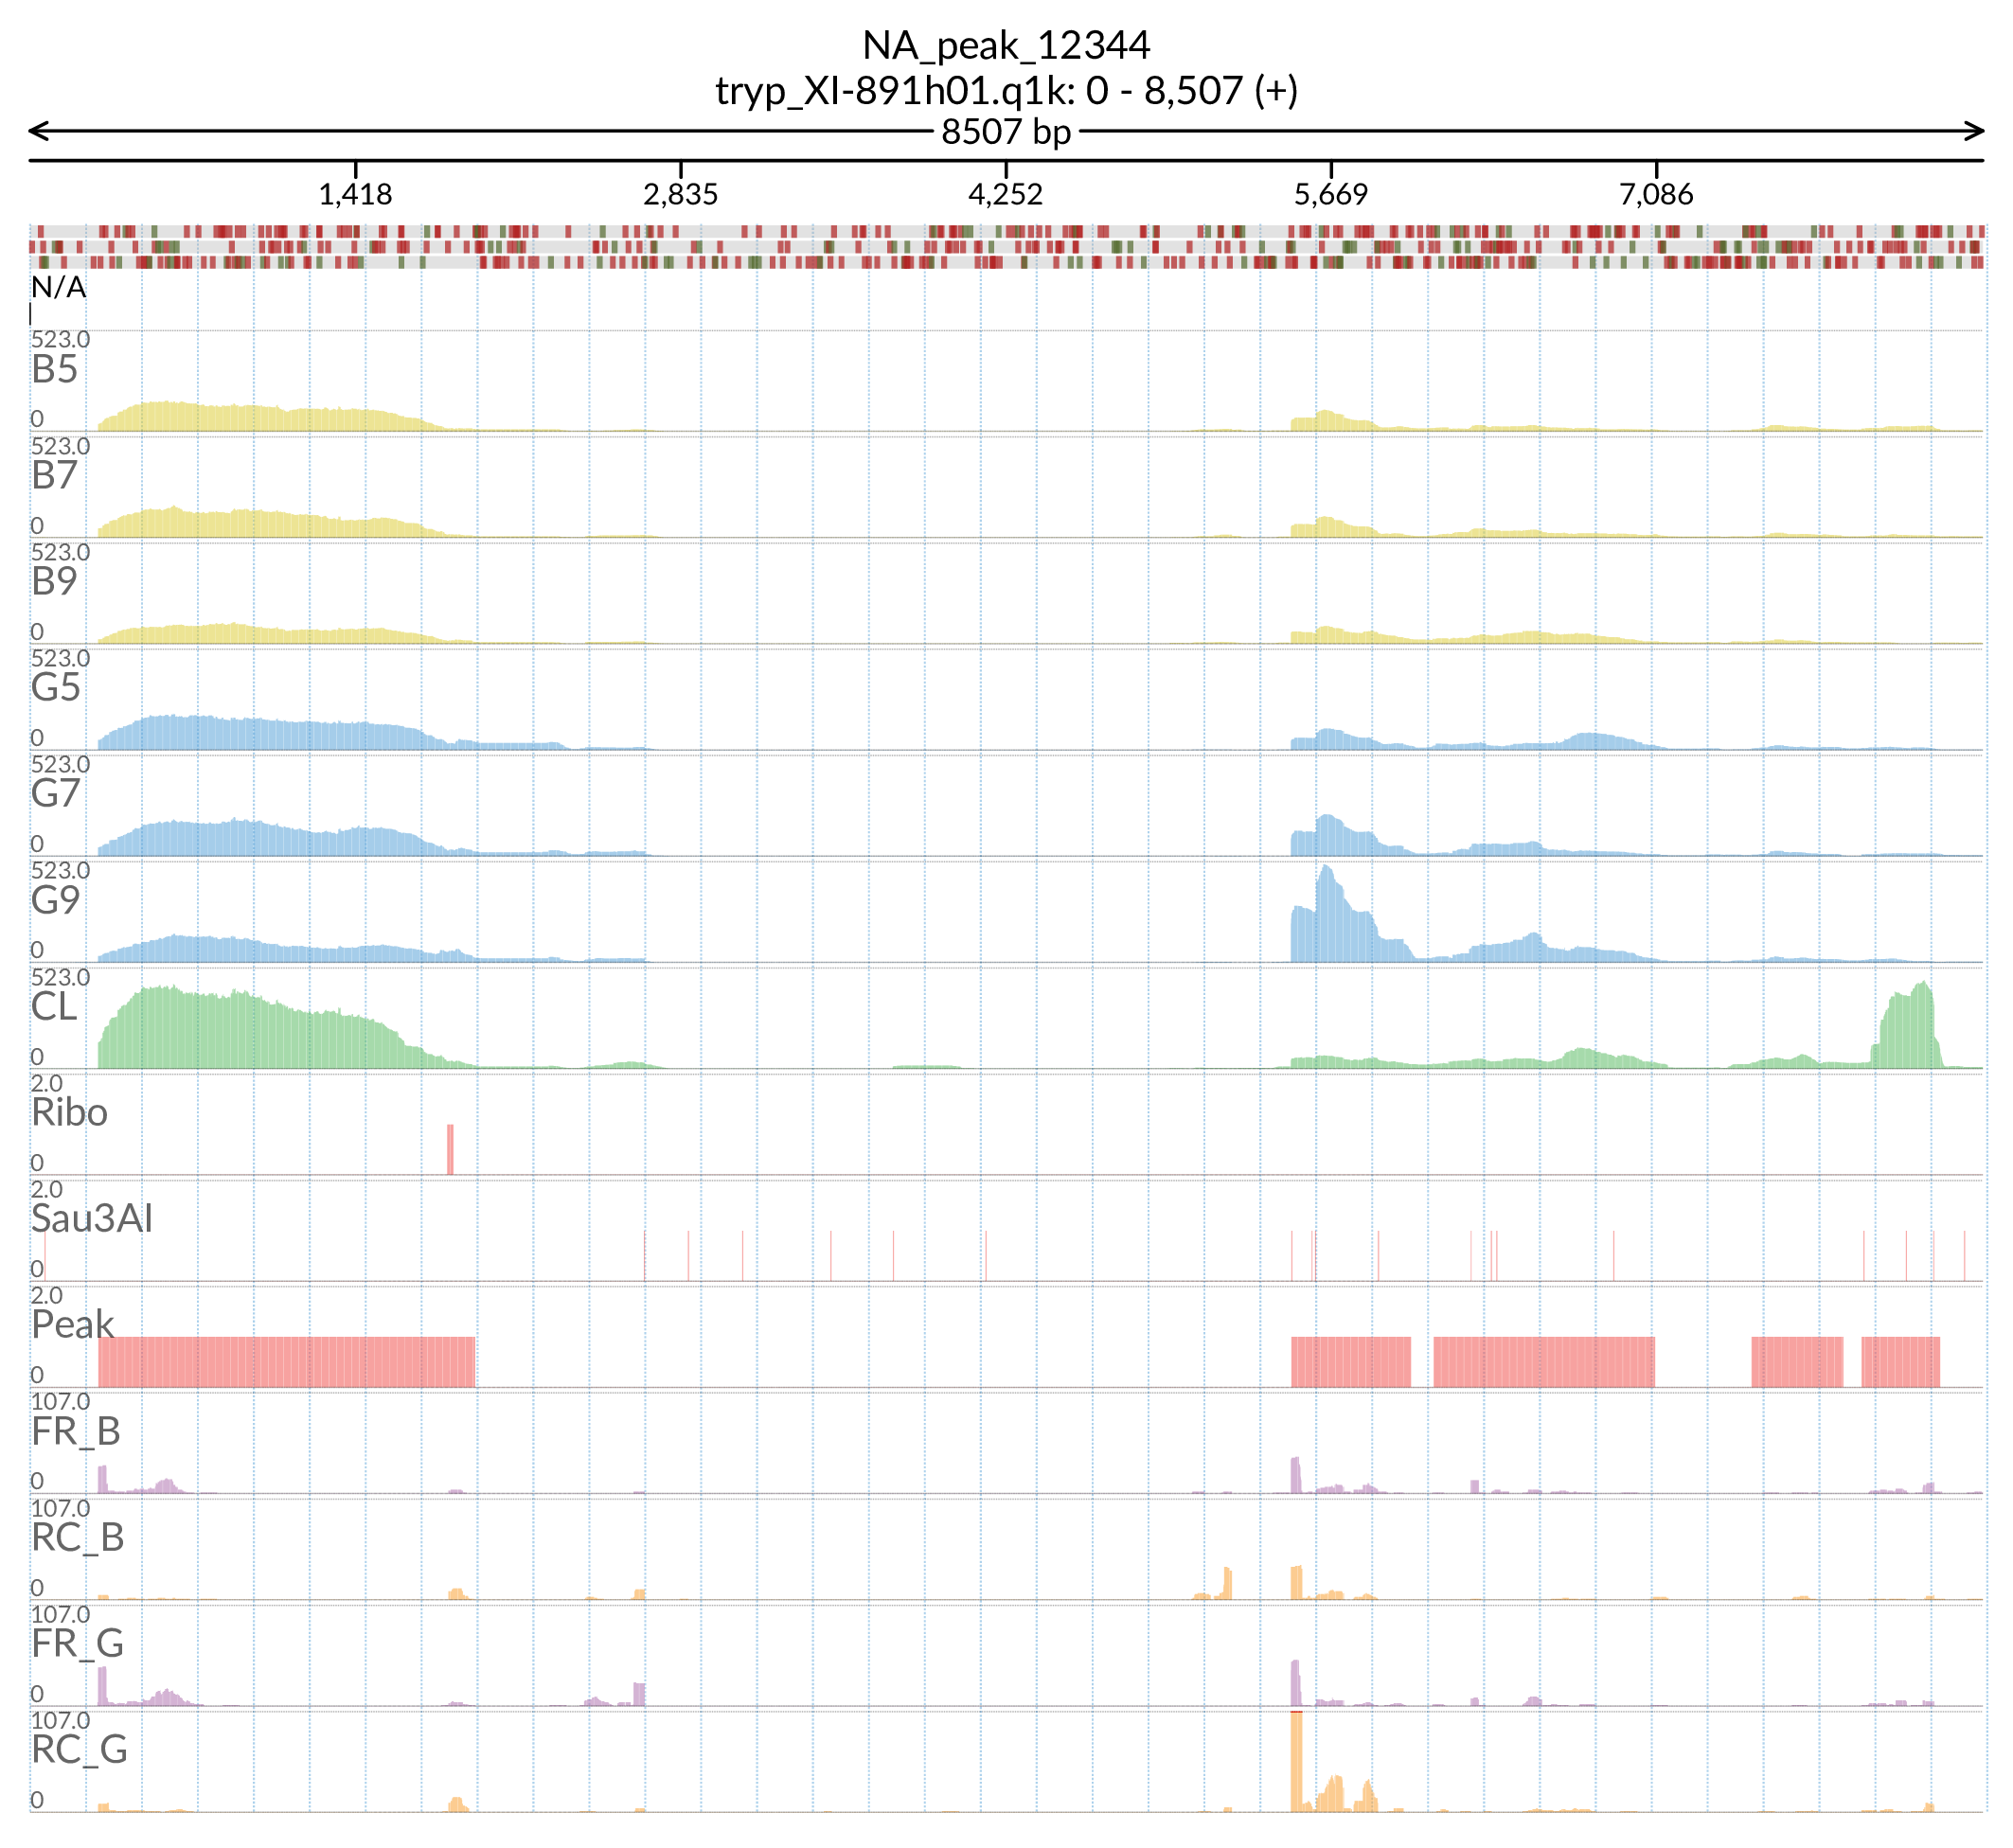 NA_peak_12344
tryp_XI-891h01.q1k: 0 - 8,507 (+)
8507 bp
1,418 2,835 4,252 5,669 7,086
N/A
523.0
B5
0
523.0
B7
0
523.0
B9
0
523.0
G5
0
523.0
G7
0
523.0
G9
0
523.0
CL
0
2.0
Ribo
0
2.0
Sau3AI
0
2.0
Peak
0
107.0
FR_B
0
107.0
RC_B
0
107.0
FR_G
0
107.0
RC_G
0